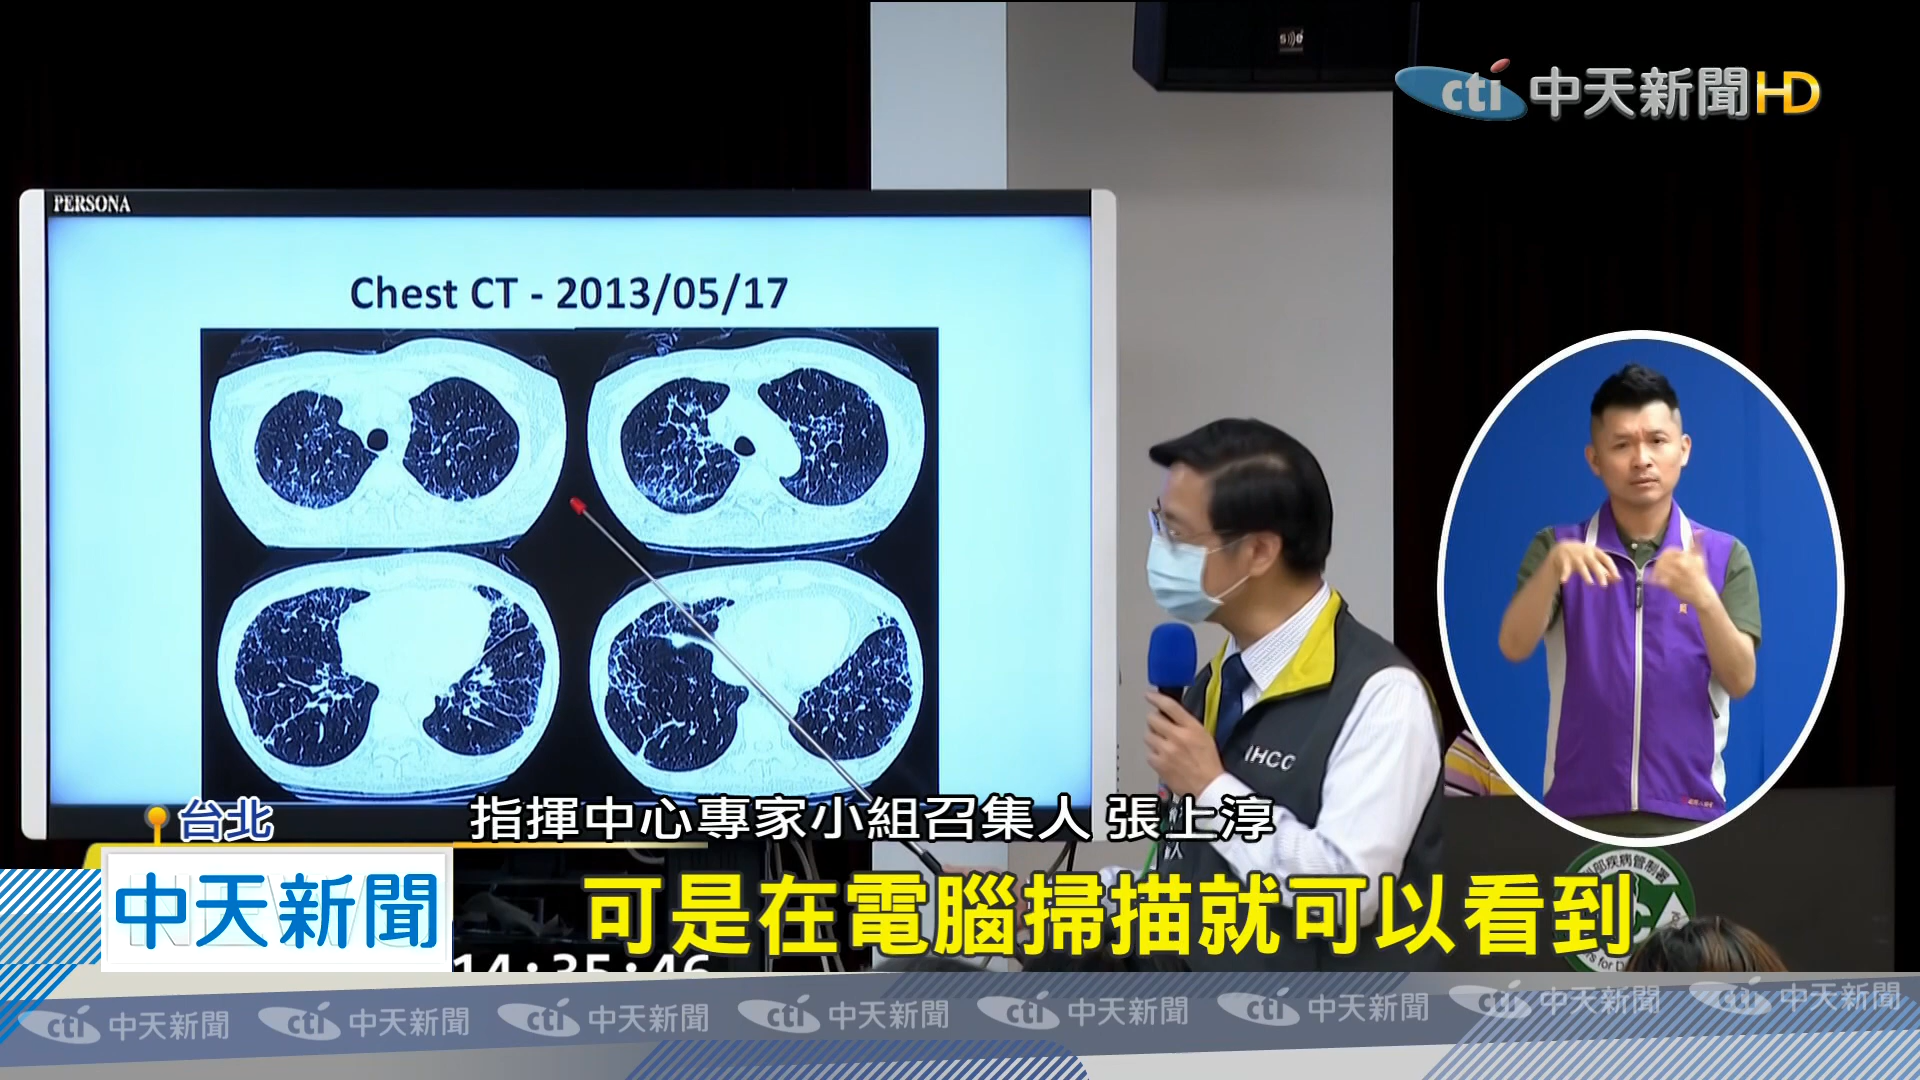 cti 中天新聞HD
PERSONA
Chest CT - 2013/05/17
IHCC
台北
指揮中心專家小組召集人 張上淳
中天新聞
可是在電腦掃描就可以看到
14:35:46
cti 中天新聞 cti 中天新聞 cti 中天新聞 cti 中天新聞 cti 中天新聞 cti 中天新聞 cti 中天新聞 cti 中天新聞